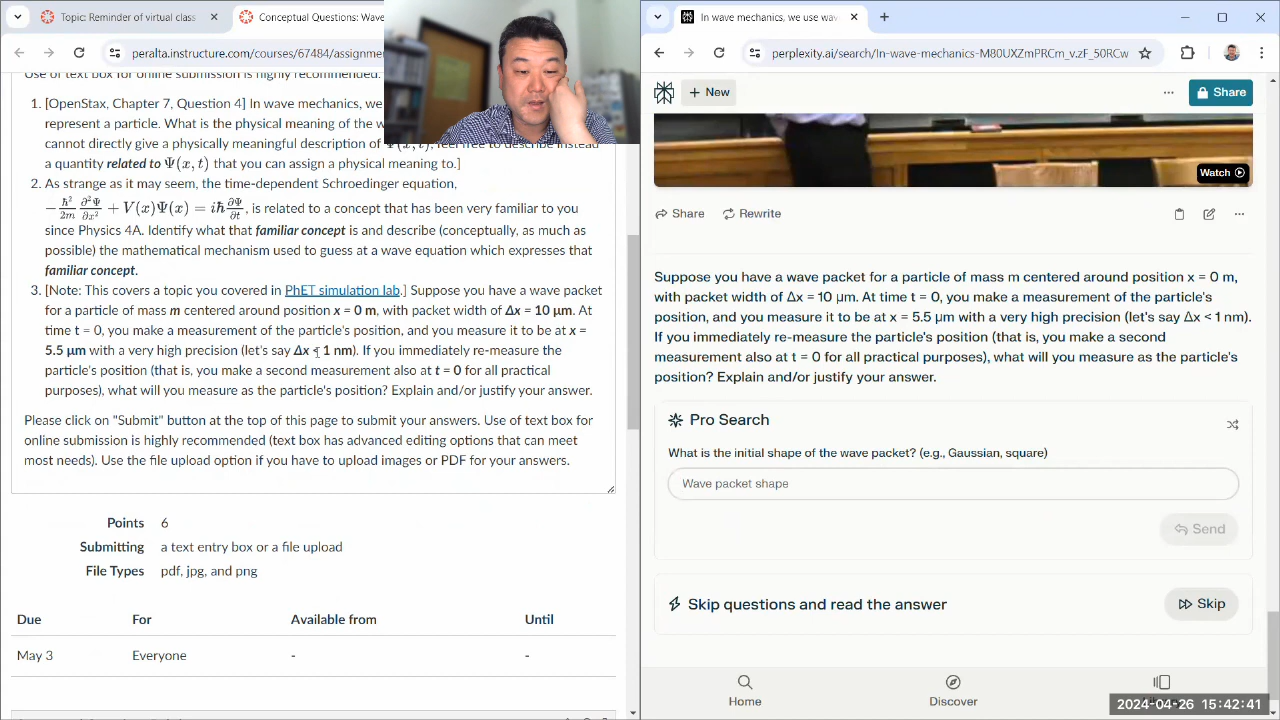 Topic Reminder of virtual class
Conceptual Questions: Wave
peralta.instructure.com/courses/67484/assignme
Use of text box for online submission is highly recommended.
1. [OpenStax, Chapter 7, Question 4] In wave mechanics, we
represent a particle. What is the physical meaning of the w
cannot directly give a physically meaningful description of Ψ(x, t), feel free to describe instead
a quantity related to Ψ(x, t) that you can assign a physical meaning to.]
2. As strange as it may seem, the time-dependent Schroedinger equation,
−ħ²/2m ∂²Ψ/∂x² + V(x)Ψ(x) = iħ ∂Ψ/∂t, is related to a concept that has been very familiar to you
since Physics 4A. Identify what that familiar concept is and describe (conceptually, as much as
possible) the mathematical mechanism used to guess at a wave equation which expresses that
familiar concept.
3. [Note: This covers a topic you covered in PhET simulation lab.] Suppose you have a wave packet
for a particle of mass m centered around position x = 0 m, with packet width of Δx = 10 μm. At
time t = 0, you make a measurement of the particle's position, and you measure it to be at x =
5.5 μm with a very high precision (let's say Δx < 1 nm). If you immediately re-measure the
particle's position (that is, you make a second measurement also at t = 0 for all practical
purposes), what will you measure as the particle's position? Explain and/or justify your answer.
Please click on "Submit" button at the top of this page to submit your answers. Use of text box for
online submission is highly recommended (text box has advanced editing options that can meet
most needs). Use the file upload option if you have to upload images or PDF for your answers.
Points 6
Submitting a text entry box or a file upload
File Types pdf, jpg, and png
Due For Available from Until
May 3 Everyone - -
In wave mechanics, we use wav
perplexity.ai/search/In-wave-mechanics-M80UXZmPRCm_v_2l_50RCw
+ New
Share
Watch
Share Rewrite
Suppose you have a wave packet for a particle of mass m centered around position x = 0 m,
with packet width of Δx = 10 μm. At time t = 0, you make a measurement of the particle's
position, and you measure it to be at x = 5.5 μm with a very high precision (let's say Δx < 1 nm).
If you immediately re-measure the particle's position (that is, you make a second
measurement also at t = 0 for all practical purposes), what will you measure as the particle's
position? Explain and/or justify your answer.
Pro Search
What is the initial shape of the wave packet? (e.g., Gaussian, square)
Wave packet shape
Send
Skip questions and read the answer
Skip
Home Discover
2024-04-26 15:42:41